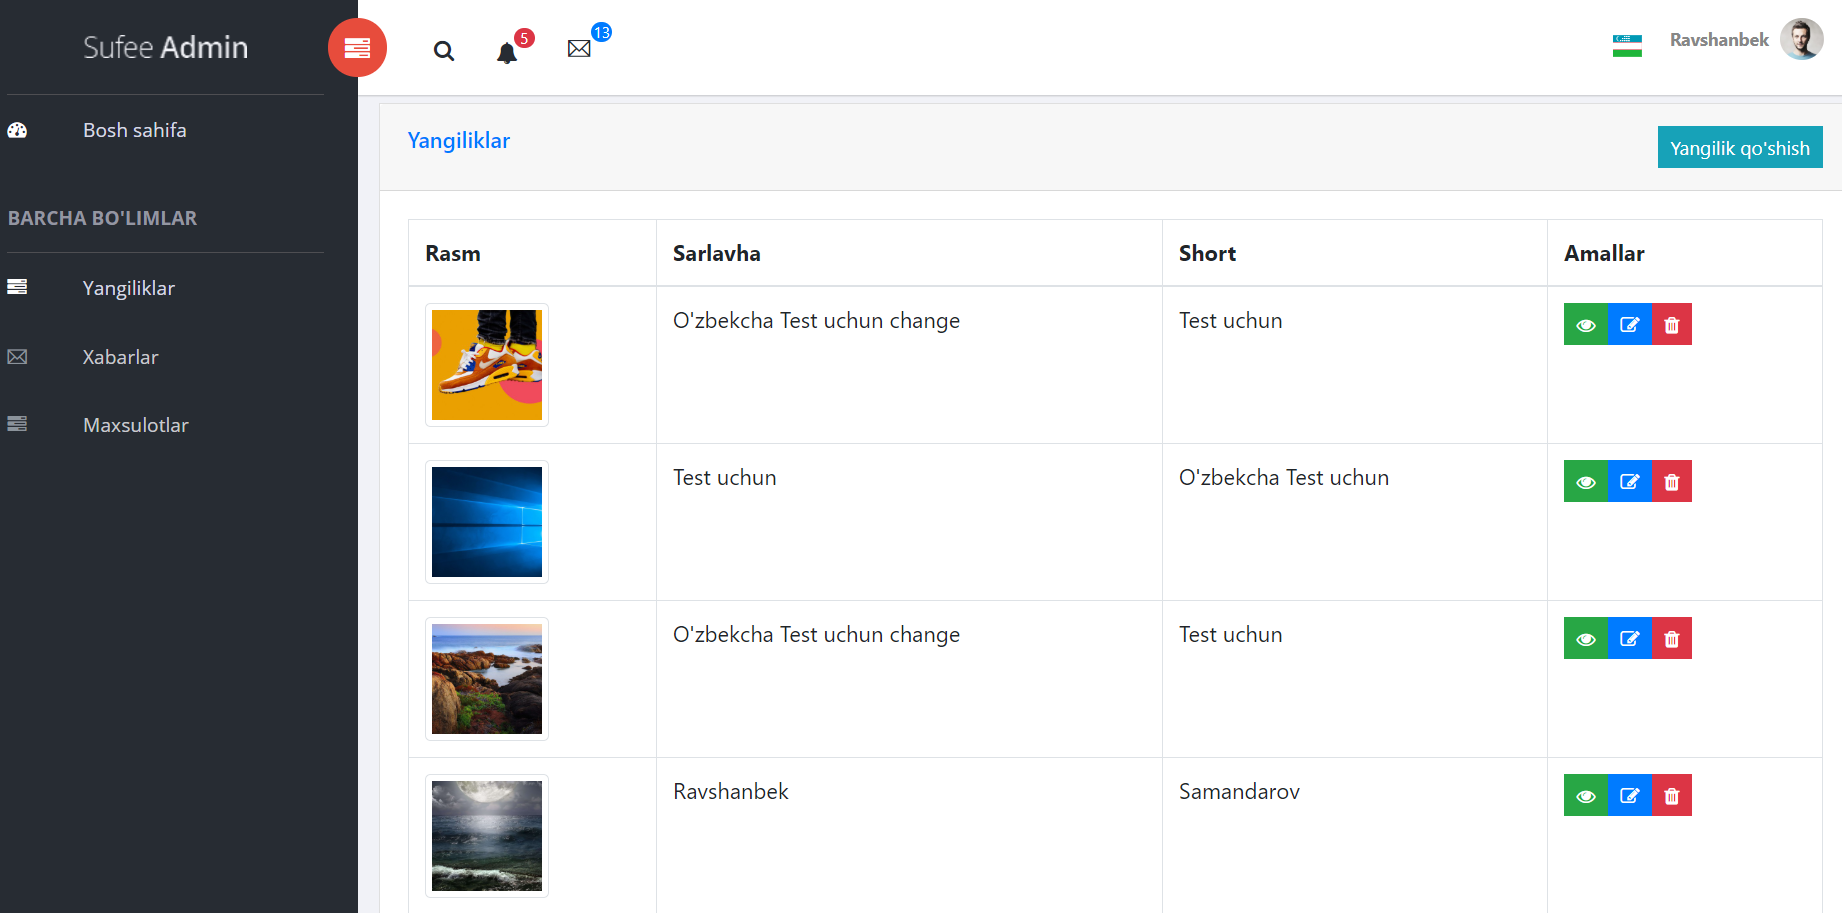 Sufee Admin
5
13
Ravshanbek
Bosh sahifa
BARCHA BO'LIMLAR
Yangiliklar
Xabarlar
Maxsulotlar
Yangiliklar
Yangilik qo'shish
Rasm Sarlavha Short Amallar
O'zbekcha Test uchun change Test uchun
Test uchun O'zbekcha Test uchun
O'zbekcha Test uchun change Test uchun
Ravshanbek Samandarov